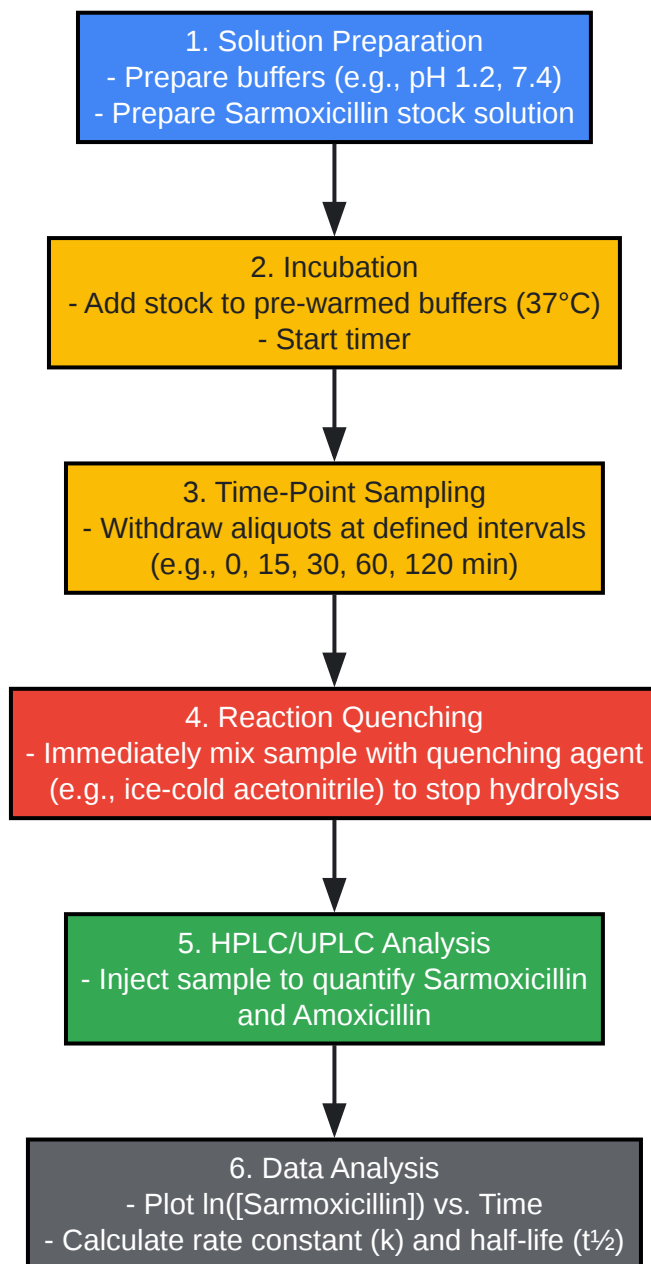 1. Solution Preparation
- Prepare buffers (e.g., pH 1.2, 7.4)
- Prepare Sarmoxicillin stock solution
2. Incubation
- Add stock to pre-warmed buffers (37°C)
- Start timer
3. Time-Point Sampling
- Withdraw aliquots at defined intervals
(e.g., 0, 15, 30, 60, 120 min)
4. Reaction Quenching
- Immediately mix sample with quenching agent
(e.g., ice-cold acetonitrile) to stop hydrolysis
5. HPLC/UPLC Analysis
- Inject sample to quantify Sarmoxicillin
and Amoxicillin
6. Data Analysis
- Plot ln([Sarmoxicillin]) vs. Time
- Calculate rate constant (k) and half-life (t½)